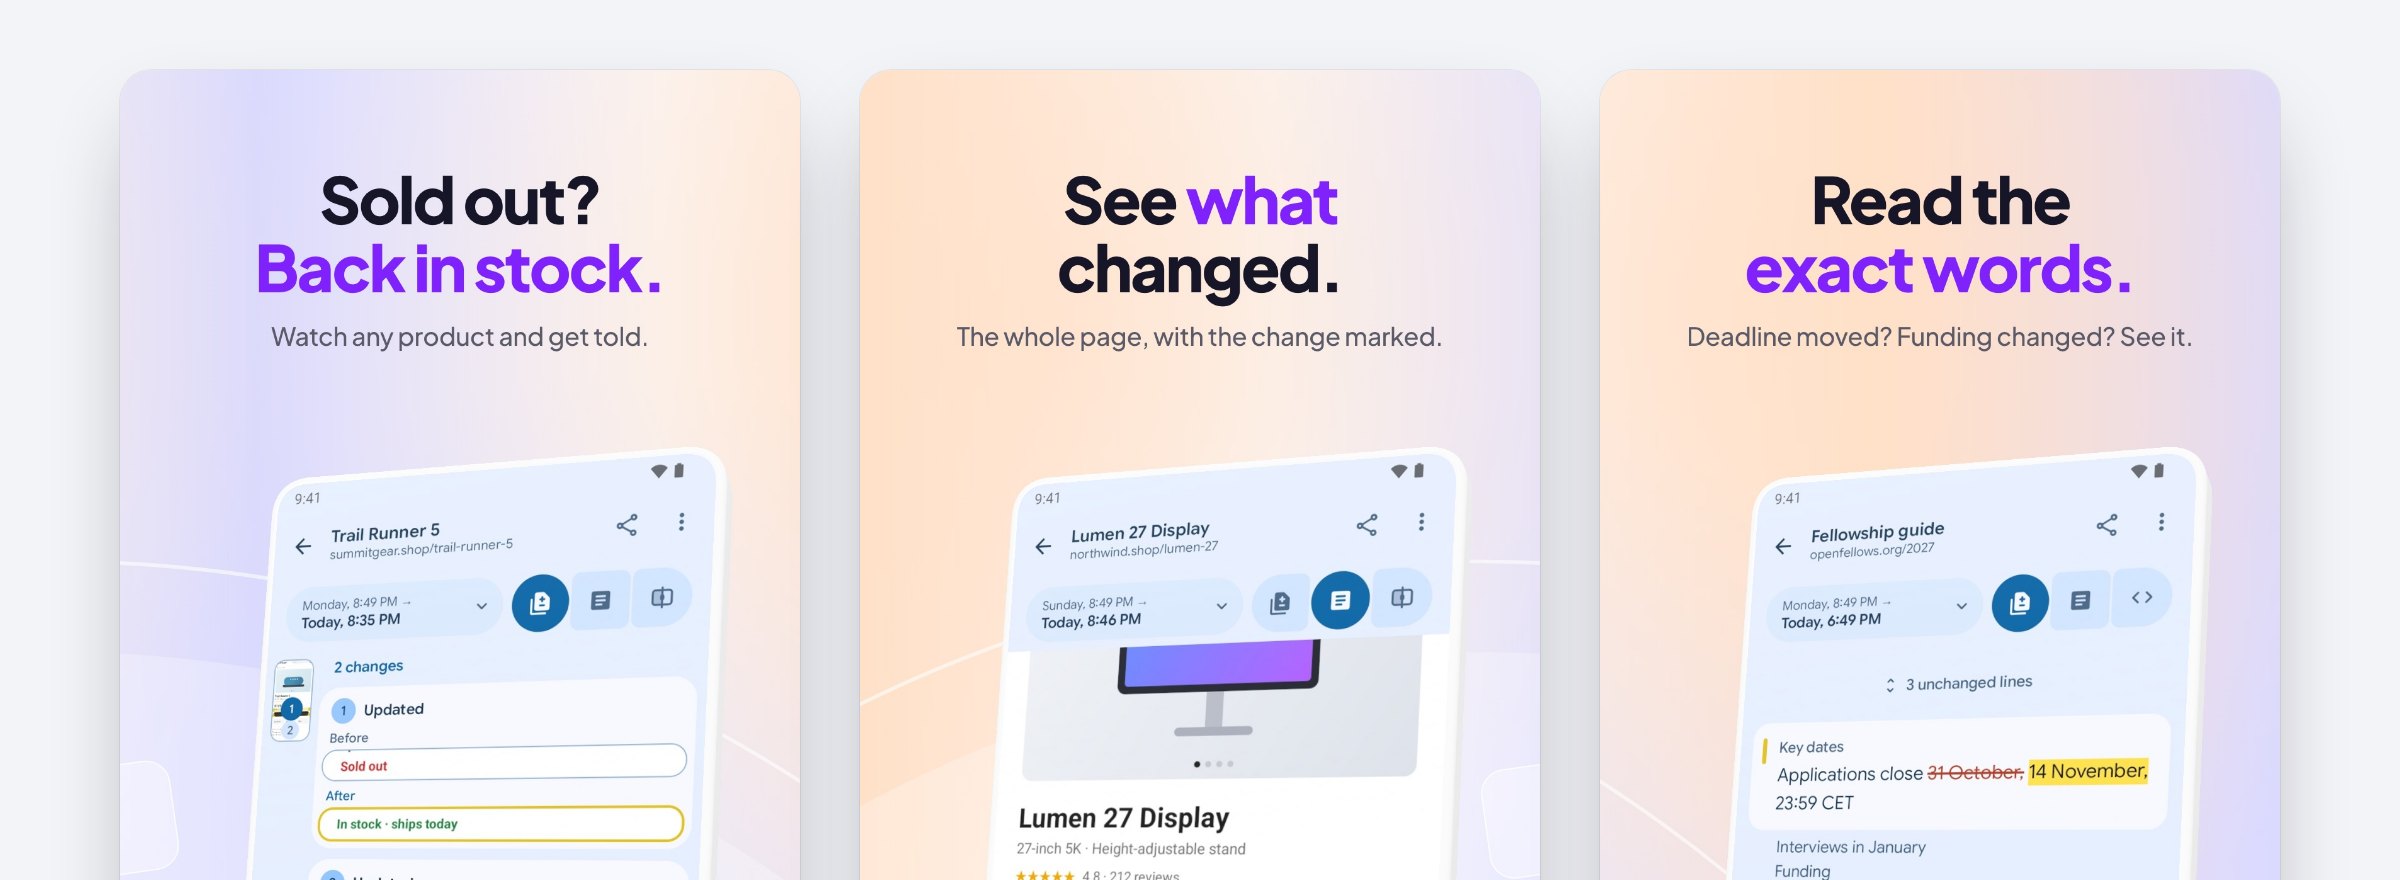 Sold out?
Back in stock.
Watch any product and get told.
9:41
Trail Runner 5
summitgear.shop/trail-runner-5
Monday, 8:49 PM →
Today, 8:35 PM
2 changes
1
2
1 Updated
Before
Sold out
After
In stock · ships today
See what
changed.
The whole page, with the change marked.
9:41
Lumen 27 Display
northwind.shop/lumen-27
Sunday, 8:49 PM →
Today, 8:46 PM
Lumen 27 Display
27-inch 5K · Height-adjustable stand
★★★★★ 4.8 · 212 reviews
Read the
exact words.
Deadline moved? Funding changed? See it.
9:41
Fellowship guide
openfellows.org/2027
Monday, 8:49 PM →
Today, 6:49 PM
3 unchanged lines
Key dates
Applications close 31 October, 14 November,
23:59 CET
Interviews in January
Funding